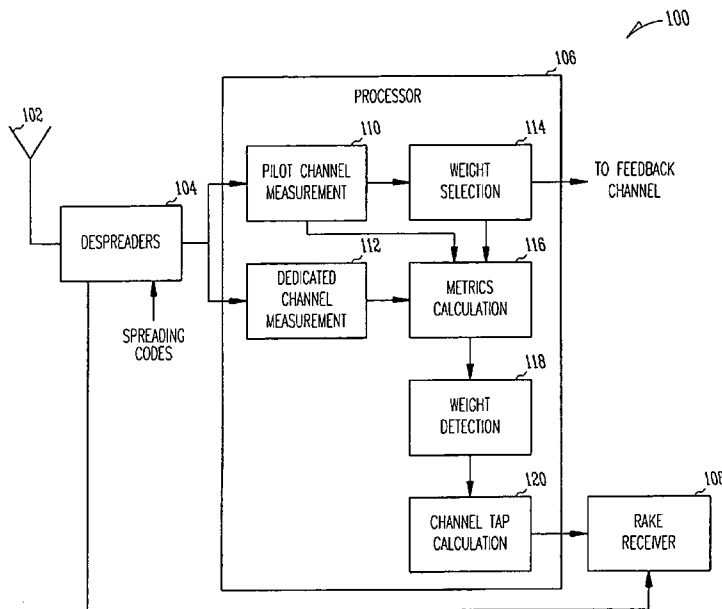 100
106
PROCESSOR
102
110
114
PILOT CHANNEL
MEASUREMENT
WEIGHT
SELECTION
TO FEEDBACK
CHANNEL
104
DESPREADERS
112
116
DEDICATED
CHANNEL
MEASUREMENT
METRICS
CALCULATION
SPREADING
CODES
118
WEIGHT
DETECTION
120
108
CHANNEL TAP
CALCULATION
RAKE
RECEIVER